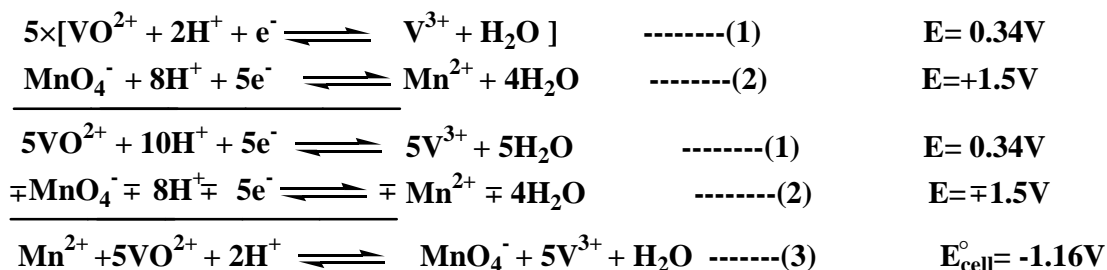 5×[VO²⁺ + 2H⁺ + e⁻ ⇌ V³⁺ + H₂O ] --------(1) E= 0.34V
MnO₄⁻ + 8H⁺ + 5e⁻ ⇌ Mn²⁺ + 4H₂O --------(2) E=+1.5V
5VO²⁺ + 10H⁺ + 5e⁻ ⇌ 5V³⁺ + 5H₂O --------(1) E= 0.34V
∓MnO₄⁻ ∓ 8H⁺∓ 5e⁻ ⇌ ∓ Mn²⁺ ∓ 4H₂O --------(2) E=∓1.5V
Mn²⁺ +5VO²⁺ + 2H⁺ ⇌ MnO₄⁻ + 5V³⁺ + H₂O -------(3) E°cell= -1.16V